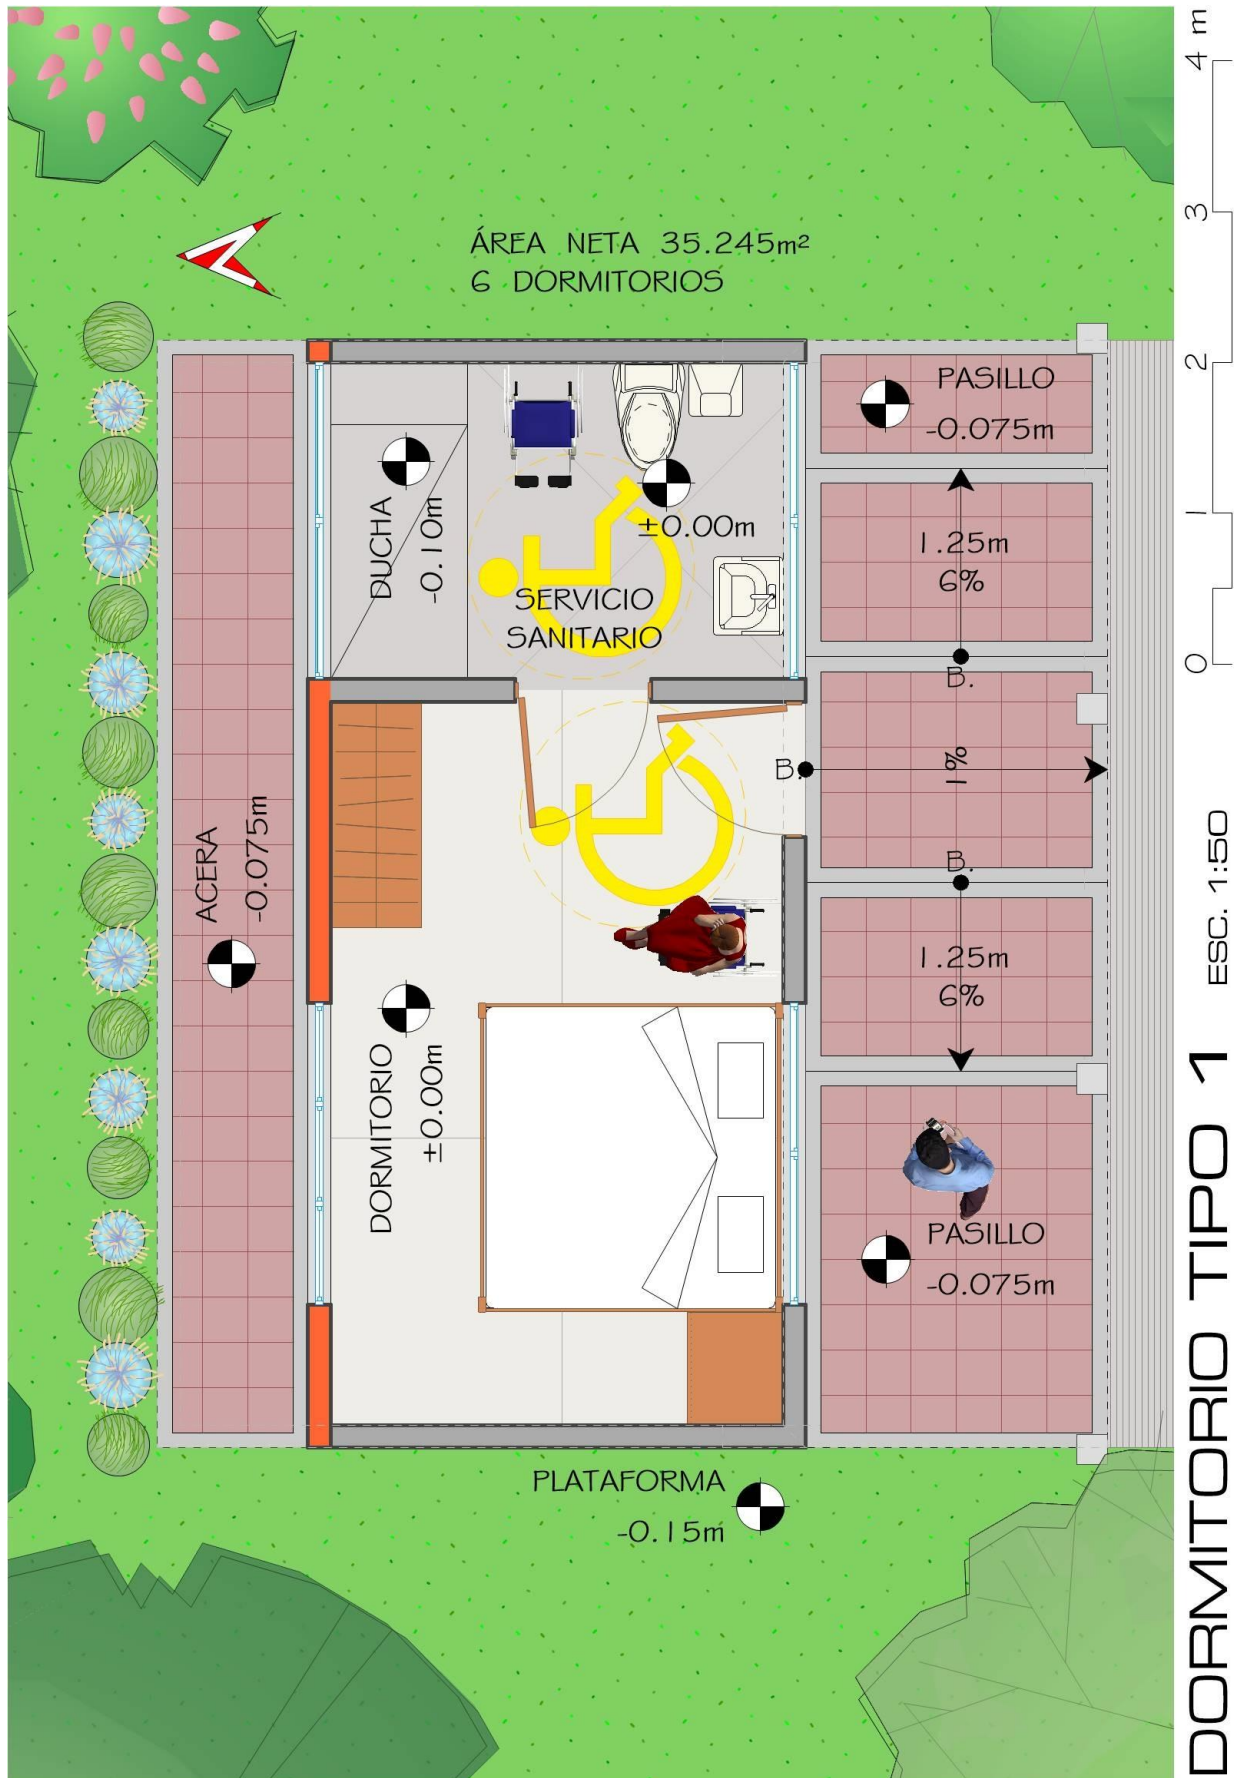 4 m
3
2
1
0
ÁREA NETA 35.245m²
6 DORMITORIOS
PASILLO
-0.075m
DUCHA
-0.10m
±0.00m
1.25m
6%
SERVICIO
SANITARIO
B.
B.
1%
ACERA
-0.075m
B.
1.25m
6%
DORMITORIO
±0.00m
PASILLO
-0.075m
PLATAFORMA
-0.15m
DORMITORIO TIPO 1 ESC. 1:50